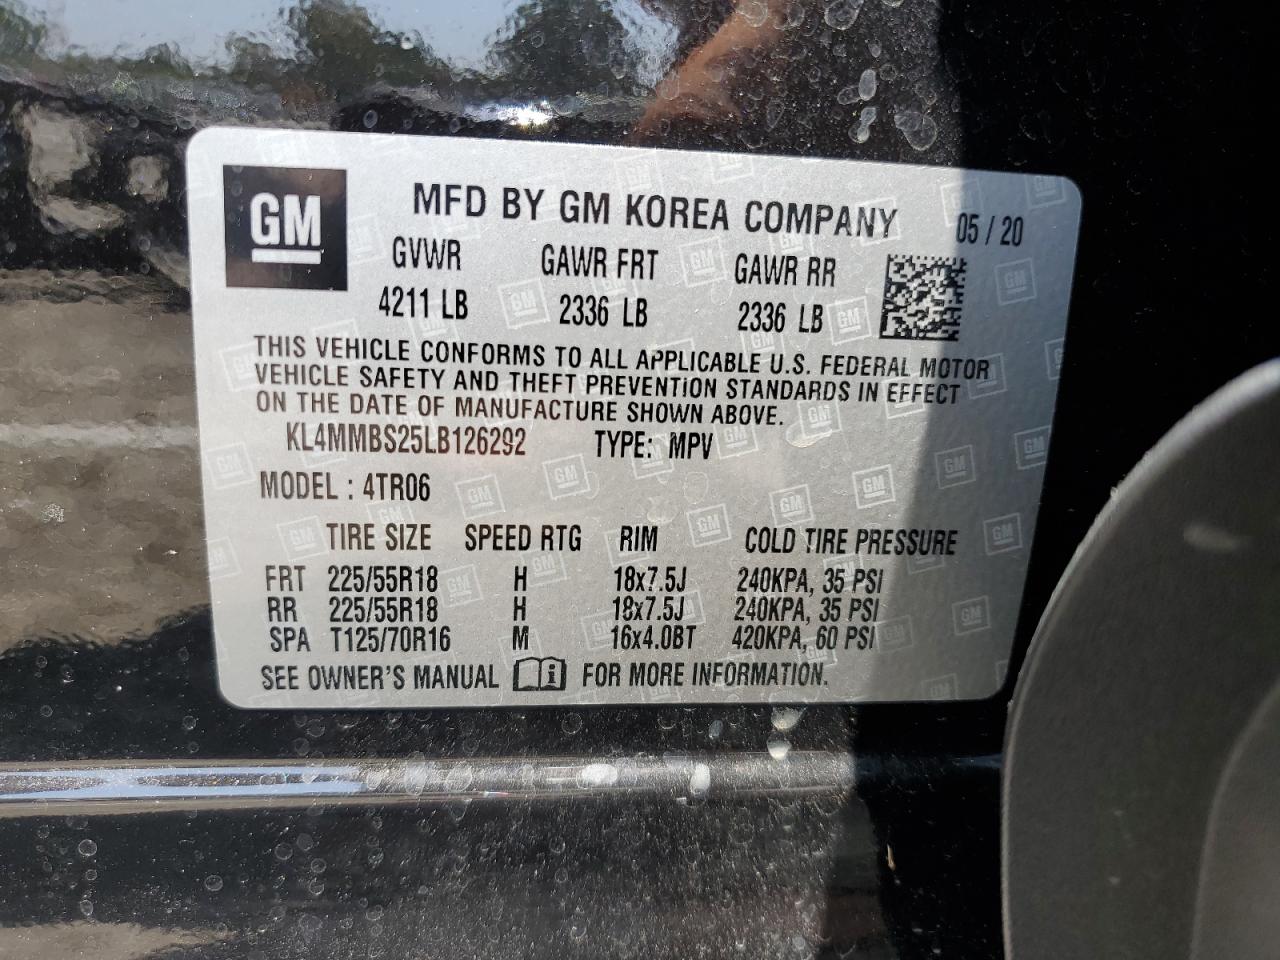 GM
MFD BY GM KOREA COMPANY 05 / 20
GVWR GAWR FRT GAWR RR
4211 LB 2336 LB 2336 LB
THIS VEHICLE CONFORMS TO ALL APPLICABLE U.S. FEDERAL MOTOR
VEHICLE SAFETY AND THEFT PREVENTION STANDARDS IN EFFECT
ON THE DATE OF MANUFACTURE SHOWN ABOVE.
KL4MMBS25LB126292 TYPE: MPV
MODEL : 4TR06
TIRE SIZE SPEED RTG RIM COLD TIRE PRESSURE
FRT 225/55R18 H 18x7.5J 240KPA, 35 PSI
RR 225/55R18 H 18x7.5J 240KPA, 35 PSI
SPA T125/70R16 M 16x4.0BT 420KPA, 60 PSI
SEE OWNER'S MANUAL FOR MORE INFORMATION.